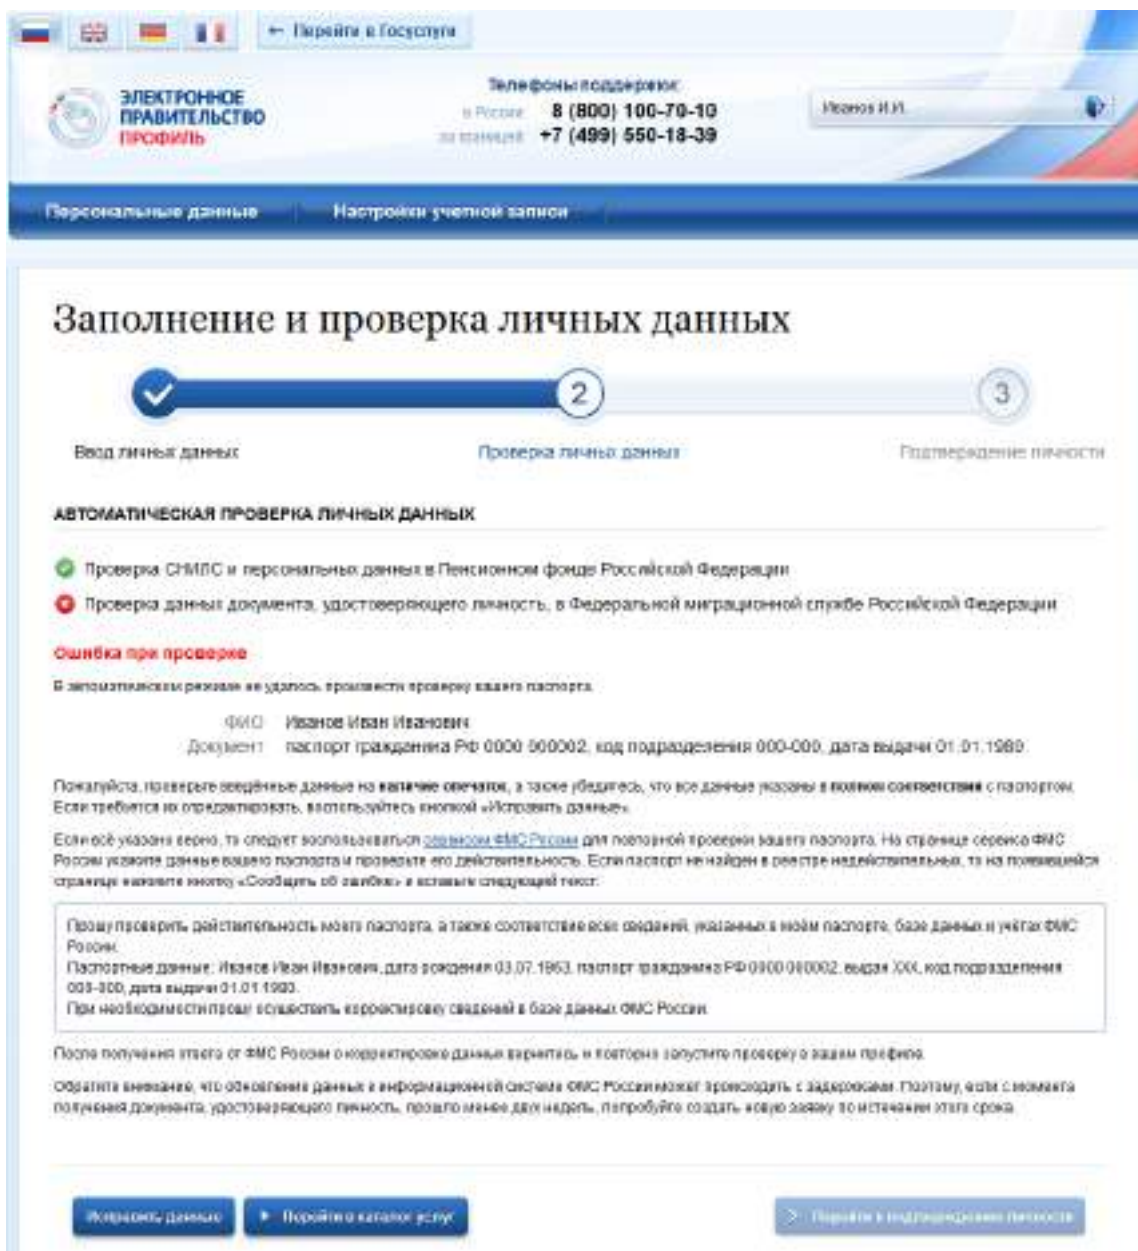 ← Перейти в Госуслуги
ЭЛЕКТРОННОЕ
ПРАВИТЕЛЬСТВО
ПРОФИЛЬ
Телефоны поддержки:
в России 8 (800) 100-70-10
за границей +7 (499) 550-18-39
Иванов И.И.
Персональные данные
Настройки учетной записи
Заполнение и проверка личных данных
2
3
Ввод личных данных
Проверка личных данных
Подтверждение личности
АВТОМАТИЧЕСКАЯ ПРОВЕРКА ЛИЧНЫХ ДАННЫХ
Проверка СНИЛС и персональных данных в Пенсионном фонде Российской Федерации
Проверка данных документа, удостоверяющего личность, в Федеральной миграционной службе Российской Федерации
Ошибка при проверке
В автоматическом режиме не удалось произвести проверку вашего паспорта.
ФИО Иванов Иван Иванович
Документ паспорт гражданина РФ 0000 000002, код подразделения 000-000, дата выдачи
Пожалуйста, проверьте введённые данные на наличие опечаток, а также убедитесь, что все данные указаны в полном соответствии с паспортом.
Если требуется их отредактировать, воспользуйтесь кнопкой «Исправить данные».
Если всё указано верно, то следует воспользоваться сервисом ФМС России для повторной проверки вашего паспорта. На странице сервиса ФМС
России укажите данные вашего паспорта и проверьте его действительность. Если паспорт не найден в реестре недействительных, то на появившейся
странице нажмите кнопку «Сообщить об ошибке» и вставьте следующий текст:
Прошу проверить действительность моего паспорта, а также соответствие всех сведений, указанных в моём паспорте, базе данных и учётах ФМС
России.
Паспортные данные: Иванов Иван Иванович, дата рождения 03.07.1963, паспорт гражданина РФ 0000 000002, выдан XXX, код подразделения
000-000, дата выдачи
При необходимости прошу осуществить корректировку сведений в базе данных ФМС России.
После получения ответа от ФМС России о корректировке данных вернитесь и повторно запустите проверку в вашем профиле.
Обратите внимание, что обновление данных в информационной системе ФМС России может происходить с задержками. Поэтому, если с момента
получения документа, удостоверяющего личность, прошло менее двух недель, попробуйте создать новую заявку по истечении этого срока.
Исправить данные
Перейти в каталог услуг
Перейти к подтверждению личности